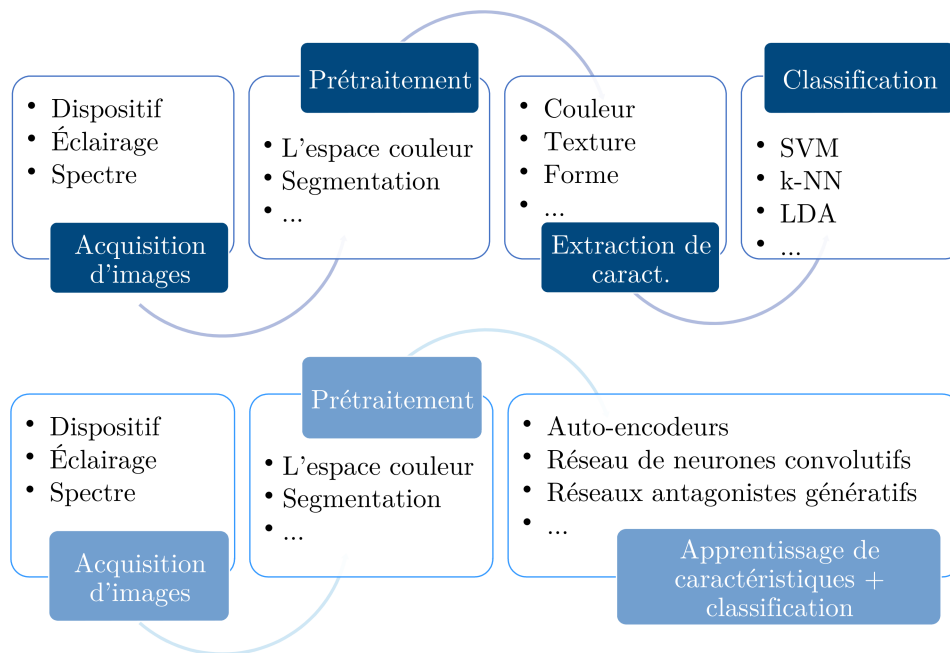 • Dispositif
• Éclairage
• Spectre
Acquisition
d'images
Prétraitement
• L'espace couleur
• Segmentation
• ...
• Couleur
• Texture
• Forme
• ...
Extraction de
caract.
Classification
• SVM
• k-NN
• LDA
• ...
• Dispositif
• Éclairage
• Spectre
Acquisition
d'images
Prétraitement
• L'espace couleur
• Segmentation
• ...
• Auto-encodeurs
• Réseau de neurones convolutifs
• Réseaux antagonistes génératifs
• ...
Apprentissage de
caractéristiques +
classification